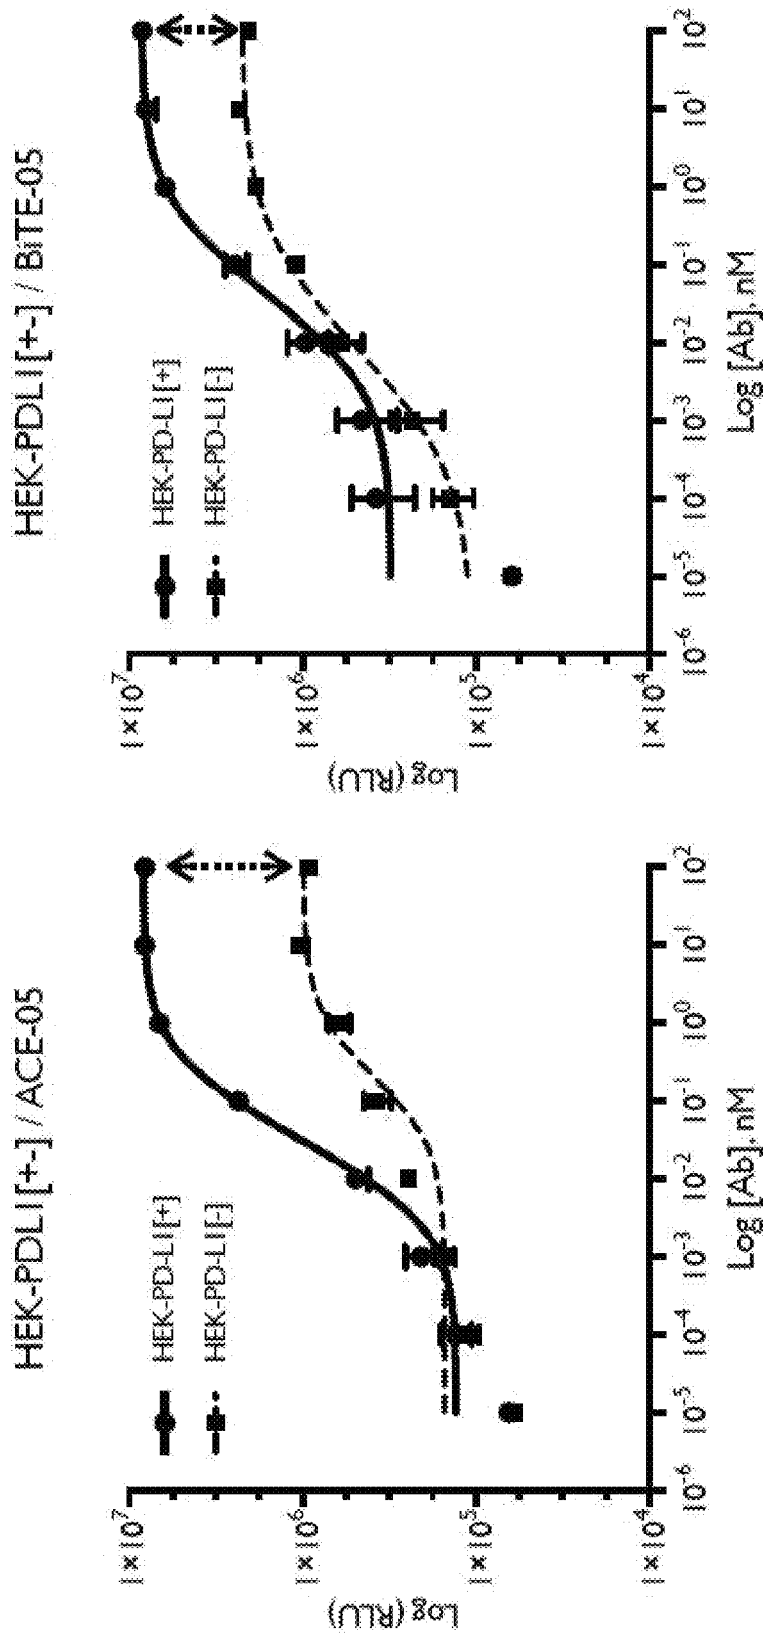 HEK-PDL1[+-] / ACE-05
HEK-PD-L1[+]
HEK-PD-L1[-]
Log (RLU)
1×10⁷
1×10⁶
1×10⁵
1×10⁴
10⁻⁶ 10⁻⁵ 10⁻⁴ 10⁻³ 10⁻² 10⁻¹ 10⁰ 10¹ 10²
Log [Ab], nM
HEK-PDL1[+-] / BiTE-05
HEK-PD-L1[+]
HEK-PD-L1[-]
Log (RLU)
1×10⁷
1×10⁶
1×10⁵
1×10⁴
10⁻⁶ 10⁻⁵ 10⁻⁴ 10⁻³ 10⁻² 10⁻¹ 10⁰ 10¹ 10²
Log [Ab], nM